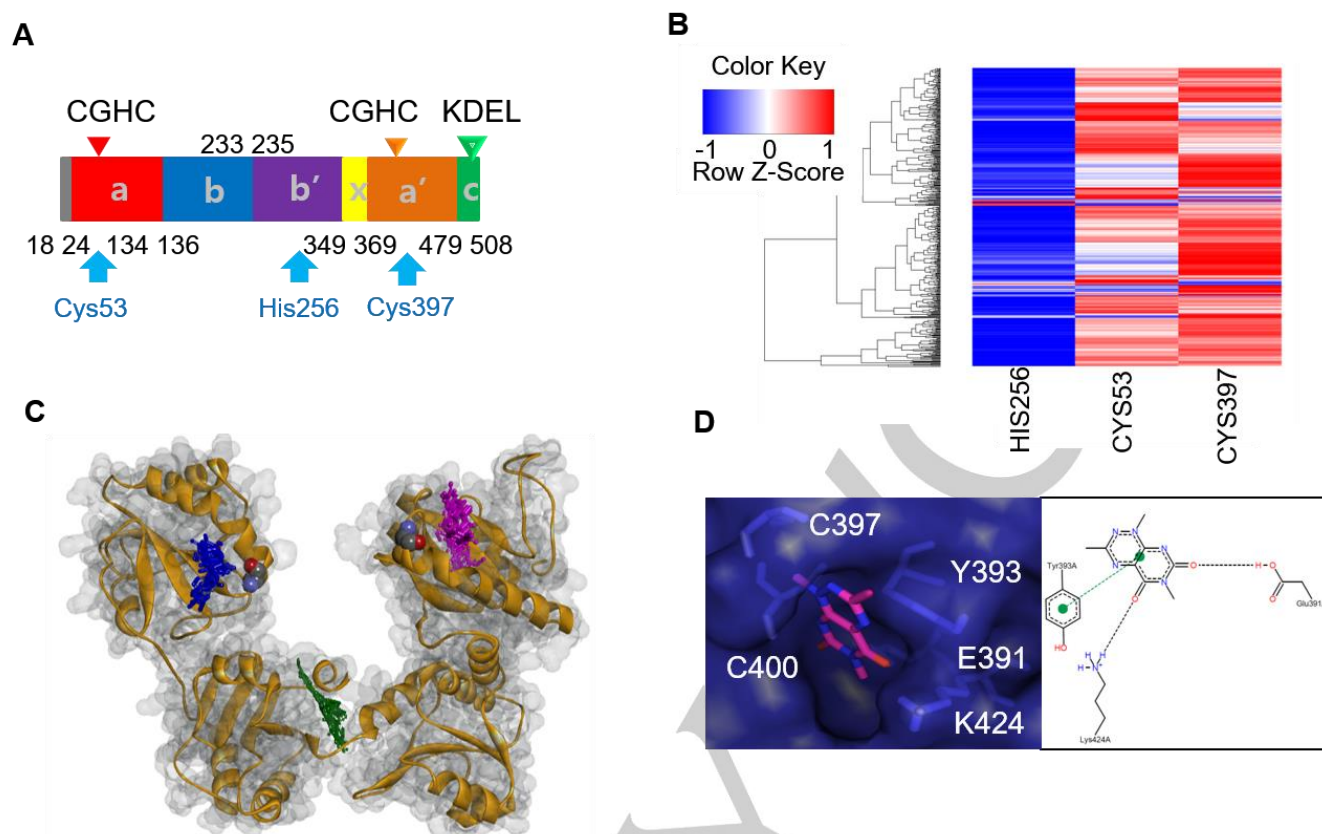 A
CGHC
CGHC
KDEL
233 235
a
b
b’
x
a’
c
18 24 134 136
349 369
479 508
Cys53
His256
Cys397
B
Color Key
-1 0 1
Row Z-Score
HIS256
CYS53
CYS397
C
D
C397
Y393
C400
E391
K424
N
N
N
N
N
N
O
O
Tyr393A
HO
H-O
O
Glu391
H H
H-N+
Lys424A